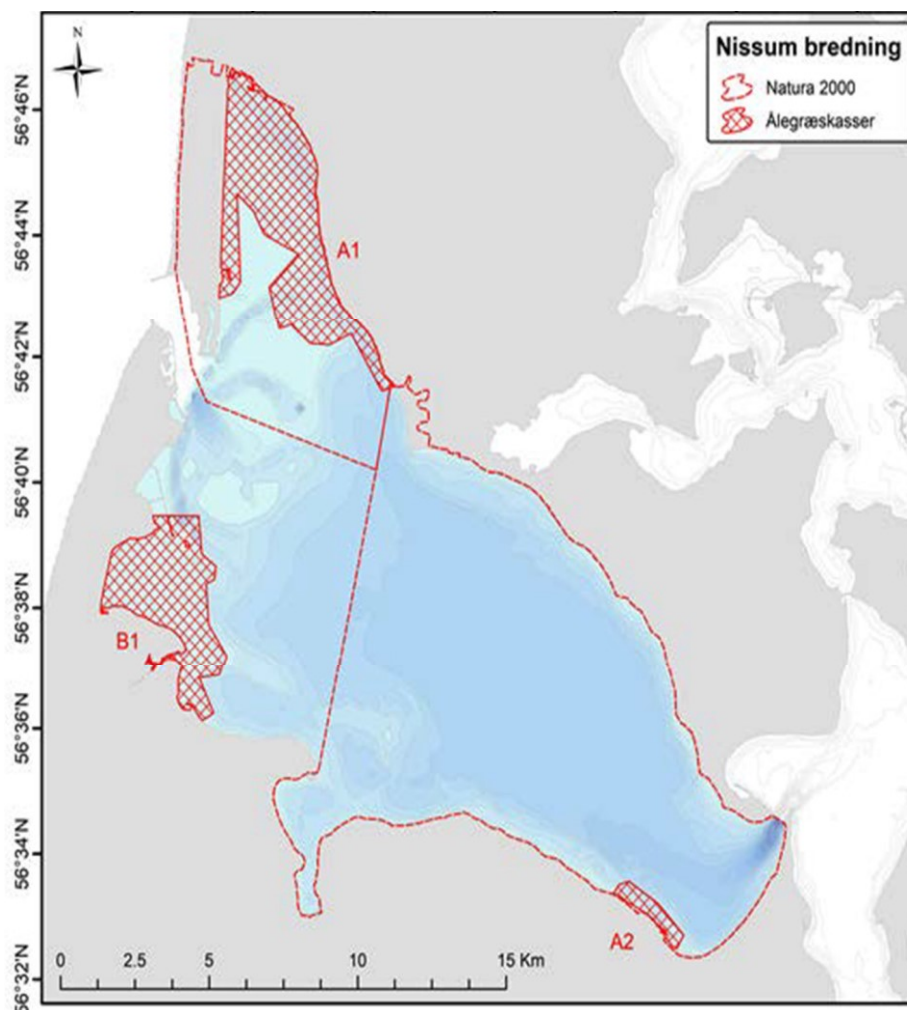 Nissum bredning
Natura 2000
Ålegræskasser
N
56°46'N
56°44'N
56°42'N
56°40'N
56°38'N
56°36'N
56°34'N
56°32'N
A1
B1
A2
0 2.5 5 10 15 Km